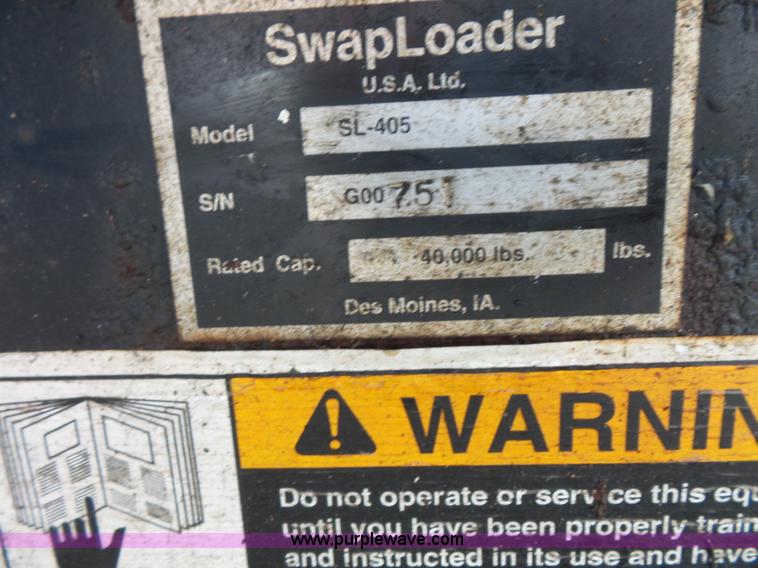 SwapLoader
U.S.A. Ltd.
Model SL-405
S/N G00751
Rated Cap. 40,000 lbs. lbs.
Des Moines, IA.
WARNIN
Do not operate or service this equ
until you have been properly train
and instructed in its use and have
www.purplewave.com